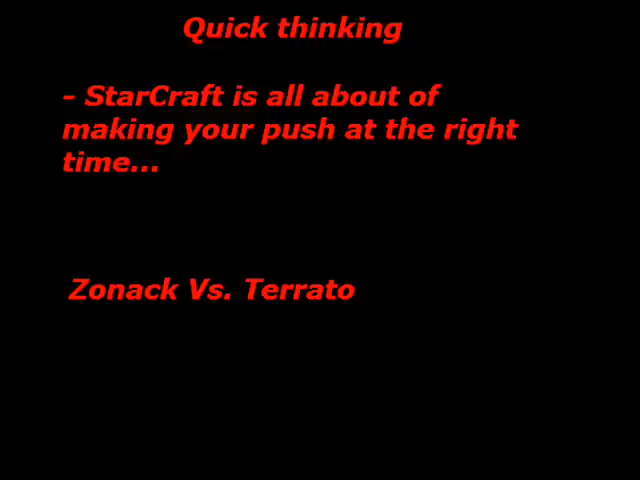 Quick thinking
- StarCraft is all about of
making your push at the right
time...
Zonack Vs. Terrato